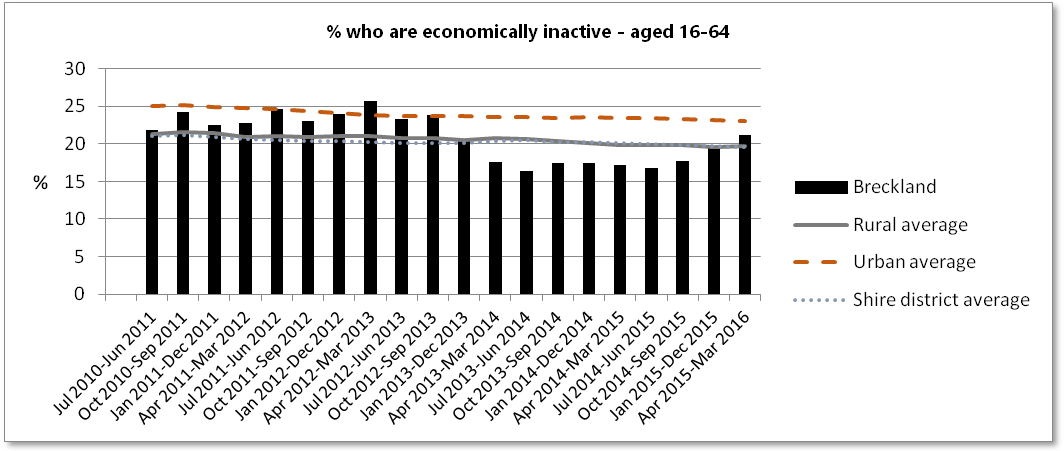 % who are economically inactive - aged 16-64
30
25
20
15
10
5
0
%
Jul 2010-Jun 2011
Oct 2010-Sep 2011
Jan 2011-Dec 2011
Apr 2011-Mar 2012
Jul 2011-Jun 2012
Oct 2011-Sep 2012
Jan 2012-Dec 2012
Apr 2012-Mar 2013
Jul 2012-Jun 2013
Oct 2012-Sep 2013
Jan 2013-Dec 2013
Apr 2013-Mar 2014
Jul 2013-Jun 2014
Oct 2013-Sep 2014
Jan 2014-Dec 2014
Apr 2014-Mar 2015
Jul 2014-Jun 2015
Oct 2014-Sep 2015
Jan 2015-Dec 2015
Apr 2015-Mar 2016
Breckland
Rural average
Urban average
Shire district average